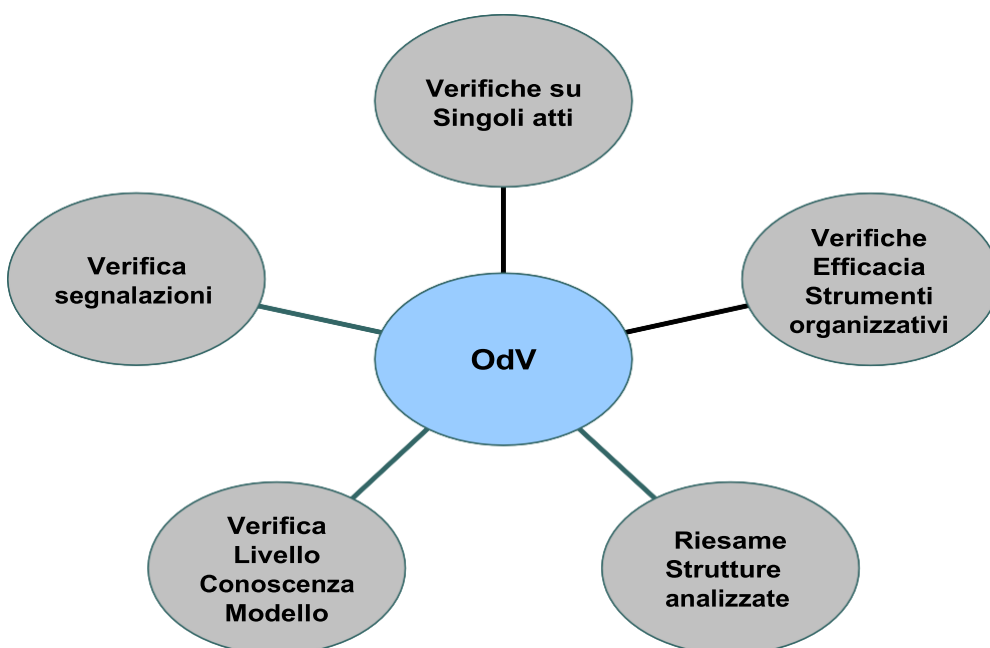 Verifiche su
Singoli atti
Verifica
segnalazioni
Verifiche
Efficacia
Strumenti
organizzativi
OdV
Verifica
Livello
Conoscenza
Modello
Riesame
Strutture
analizzate